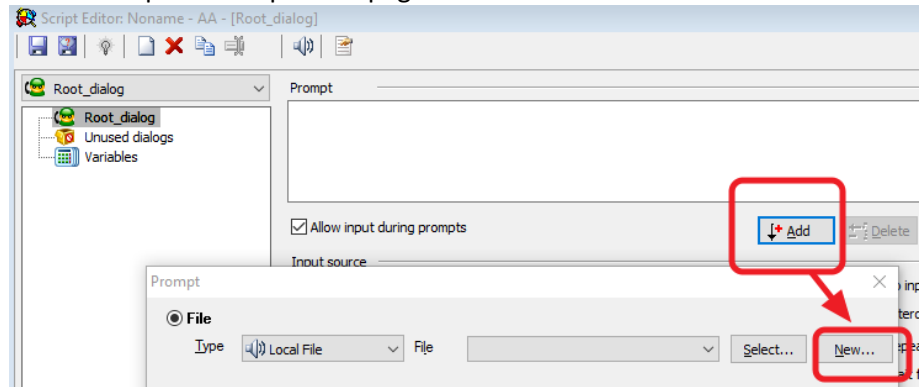 Script Editor: Noname - AA - [Root_dialog]
Root_dialog
Prompt
Root_dialog
Unused dialogs
Variables
Allow input during prompts
Add
Delete
Input source
Prompt
File
Type
Local File
File
Select...
New...